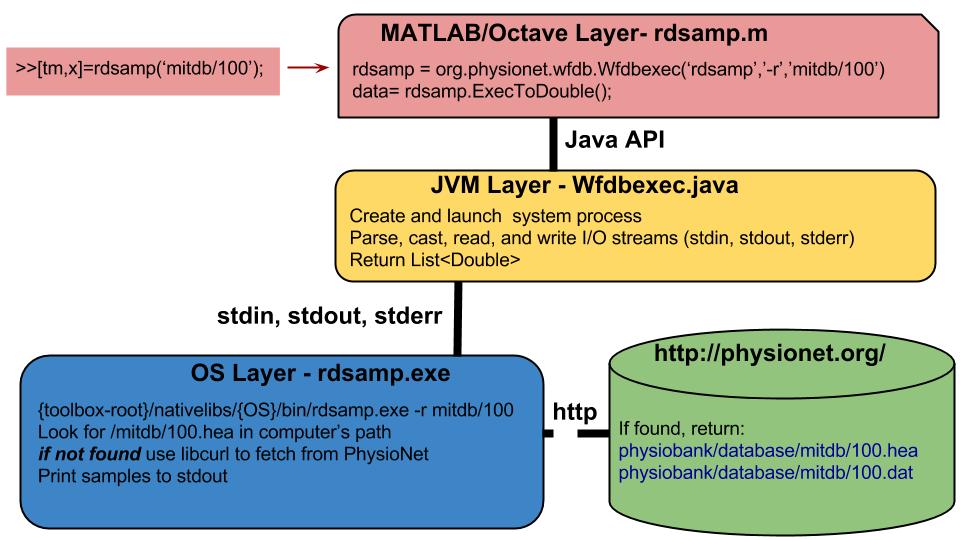 >>[tm,x]=rdsamp(‘mitdb/100’);
MATLAB/Octave Layer- rdsamp.m
rdsamp = org.physionet.wfdb.Wfdbexec(‘rdsamp’,’-r’,’mitdb/100’)
data= rdsamp.ExecToDouble();
Java API
JVM Layer - Wfdbexec.java
Create and launch  system process
Parse, cast, read, and write I/O streams (stdin, stdout, stderr)
Return List<Double>
stdin, stdout, stderr
OS Layer - rdsamp.exe
{toolbox-root}/nativelibs/{OS}/bin/rdsamp.exe -r mitdb/100
Look for /mitdb/100.hea in computer’s path
if not found use libcurl to fetch from PhysioNet
Print samples to stdout
http
http://physionet.org/
If found, return:
physiobank/database/mitdb/100.hea
physiobank/database/mitdb/100.dat